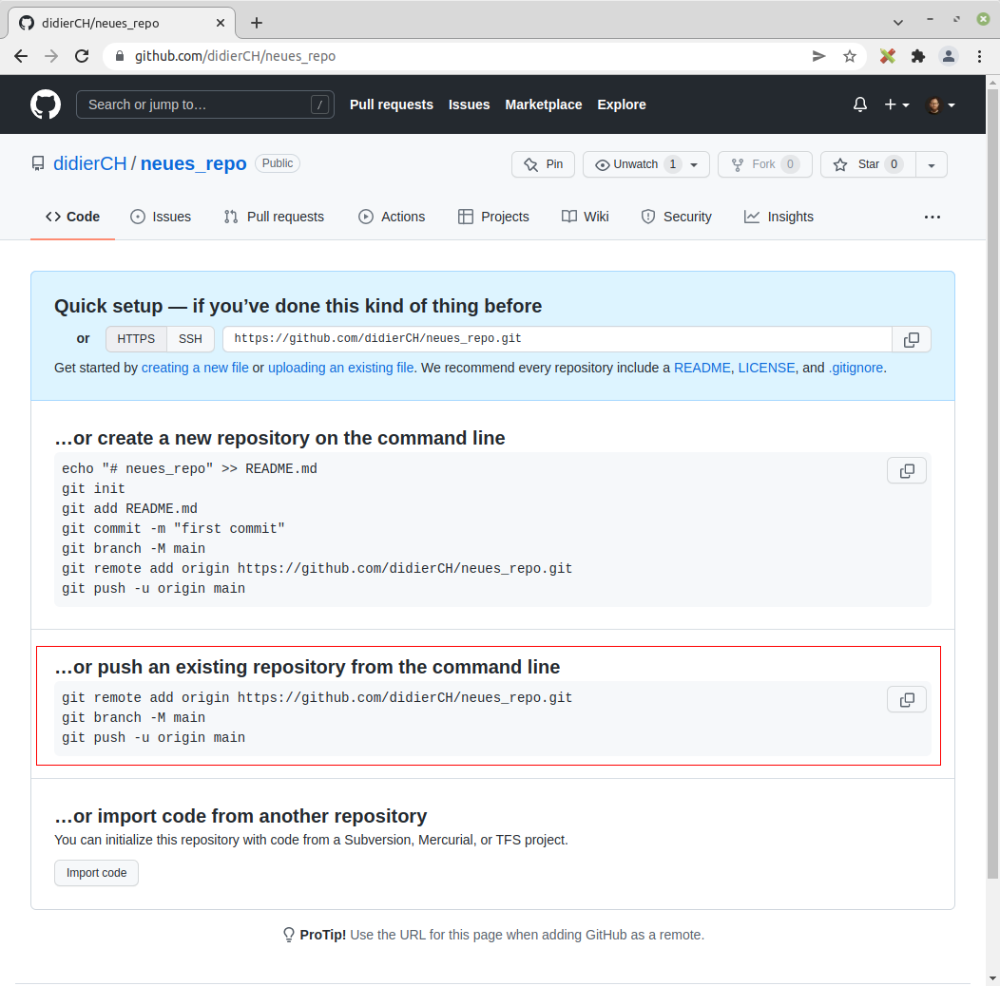 didierCH/neues_repo
github.com/didierCH/neues_repo
Search or jump to… / Pull requests Issues Marketplace Explore
didierCH / neues_repo Public Pin Unwatch 1 Fork 0 Star 0
Code Issues Pull requests Actions Projects Wiki Security Insights
Quick setup — if you’ve done this kind of thing before
or HTTPS SSH https://github.com/didierCH/neues_repo.git
Get started by creating a new file or uploading an existing file. We recommend every repository include a README, LICENSE, and .gitignore.
…or create a new repository on the command line
echo "# neues_repo" >> README.md
git init
git add README.md
git commit -m "first commit"
git branch -M main
git remote add origin https://github.com/didierCH/neues_repo.git
git push -u origin main
…or push an existing repository from the command line
git remote add origin https://github.com/didierCH/neues_repo.git
git branch -M main
git push -u origin main
…or import code from another repository
You can initialize this repository with code from a Subversion, Mercurial, or TFS project.
Import code
ProTip! Use the URL for this page when adding GitHub as a remote.